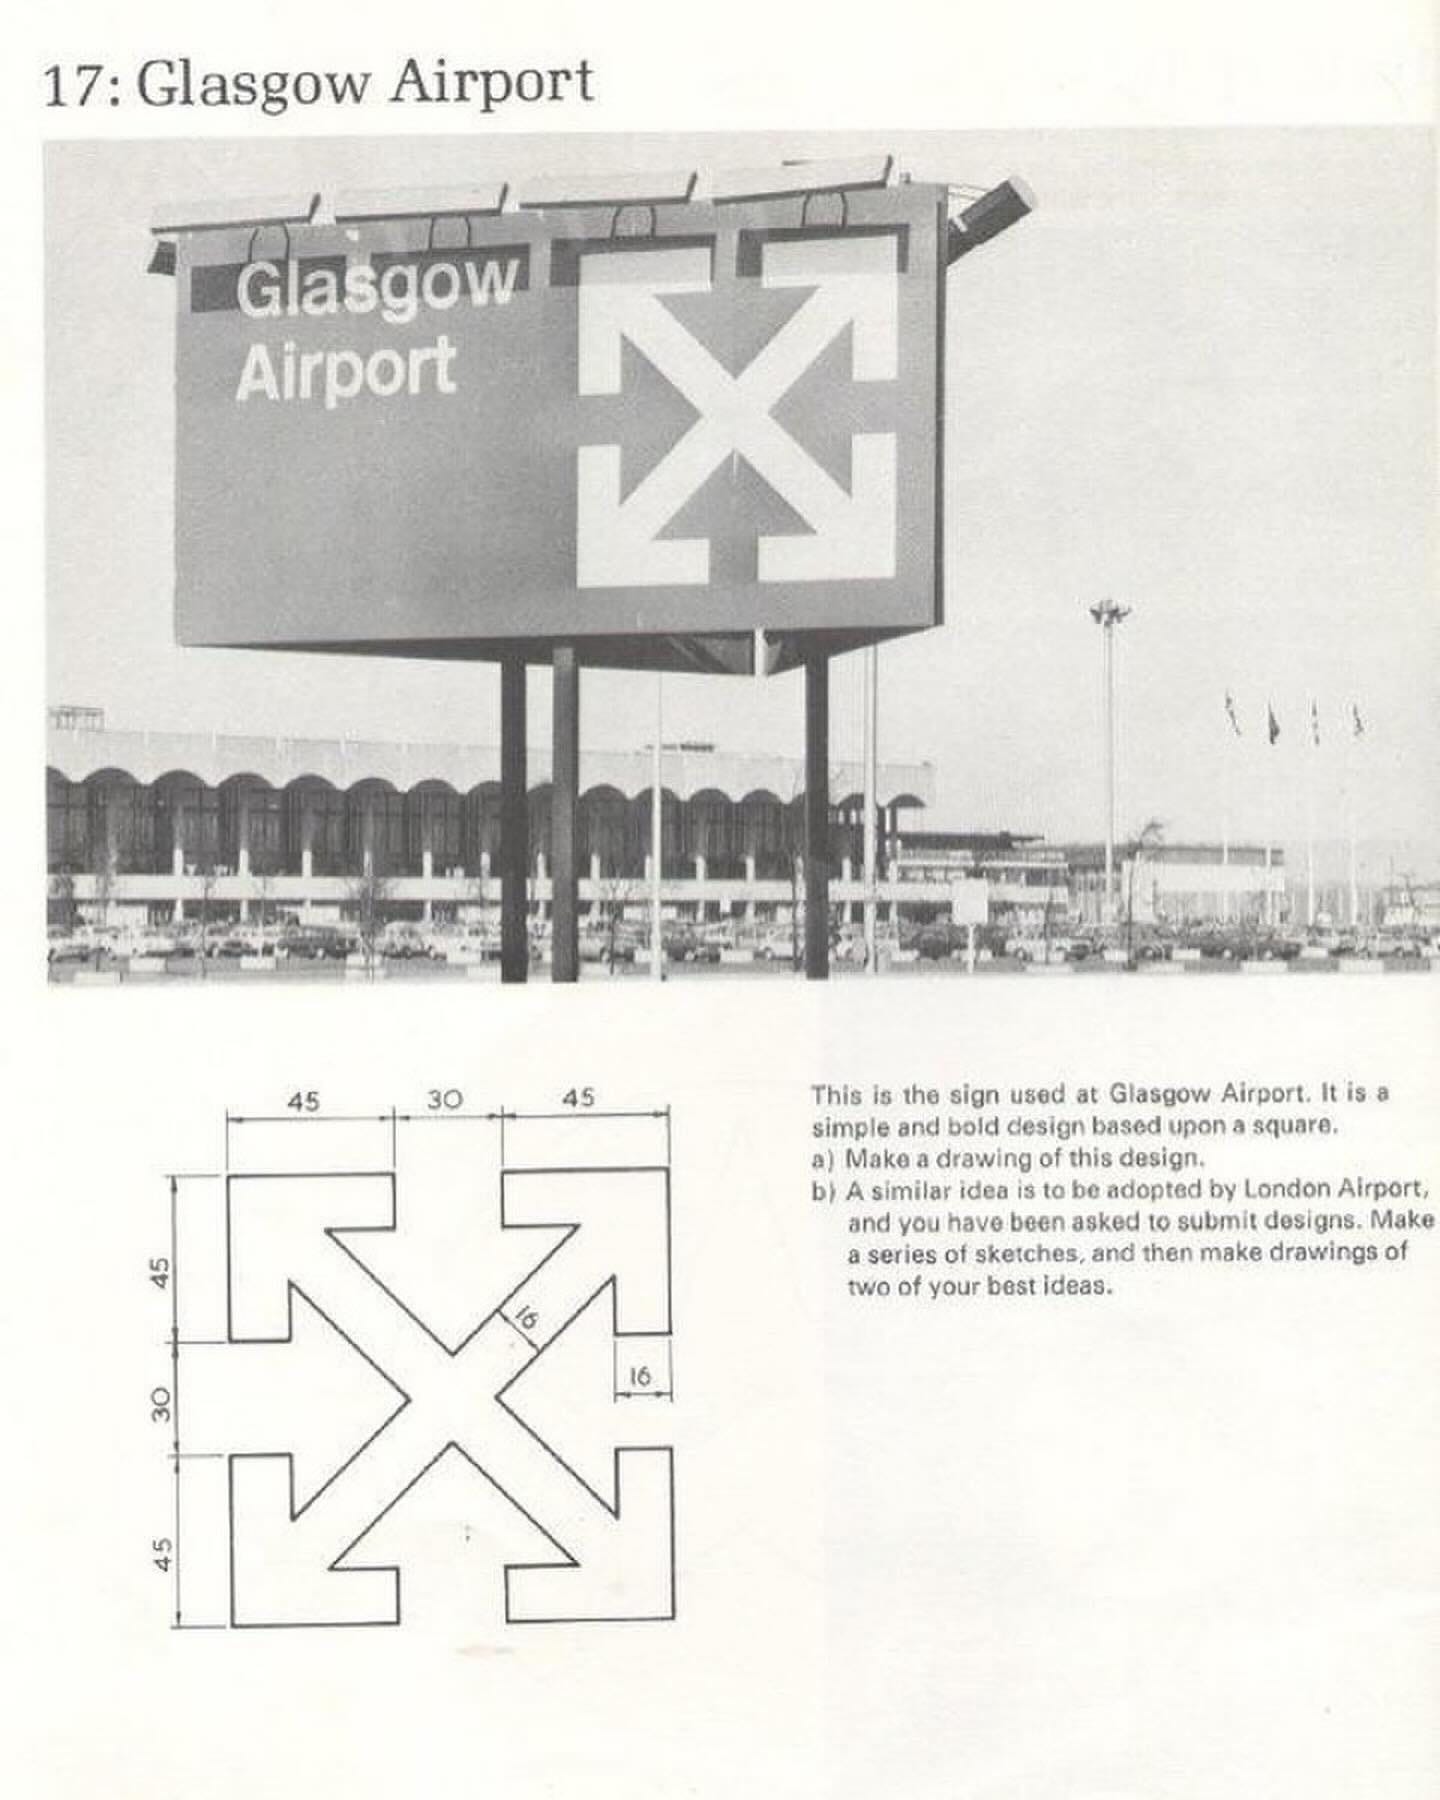 17: Glasgow Airport
Glasgow
Airport
45 30 45
45
16
16
30
45
This is the sign used at Glasgow Airport. It is a
simple and bold design based upon a square.
a) Make a drawing of this design.
b) A similar idea is to be adopted by London Airport,
and you have been asked to submit designs. Make
a series of sketches, and then make drawings of
two of your best ideas.